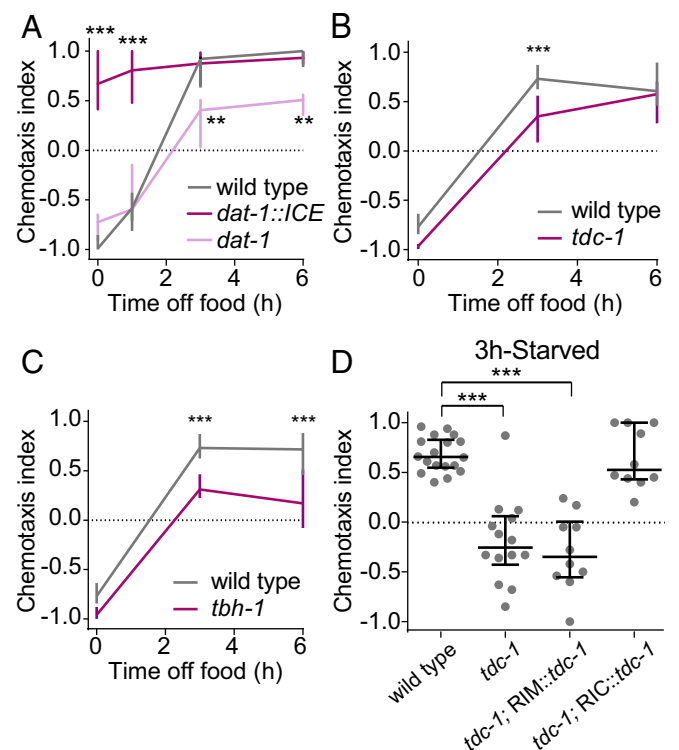 A
*** ***
Chemotaxis index
1.0
0.5
0.0
-0.5
-1.0
** **
wild type
dat-1::ICE
dat-1
0 2 4 6
Time off food (h)
B
***
Chemotaxis index
1.0
0.5
0.0
-0.5
-1.0
wild type
tdc-1
0 2 4 6
Time off food (h)
C
*** ***
Chemotaxis index
1.0
0.5
0.0
-0.5
-1.0
wild type
tbh-1
0 2 4 6
Time off food (h)
D
3h-Starved
***
***
Chemotaxis index
1.0
0.5
0.0
-0.5
-1.0
wild type
tdc-1
tdc-1; RIM::tdc-1
tdc-1; RIC::tdc-1